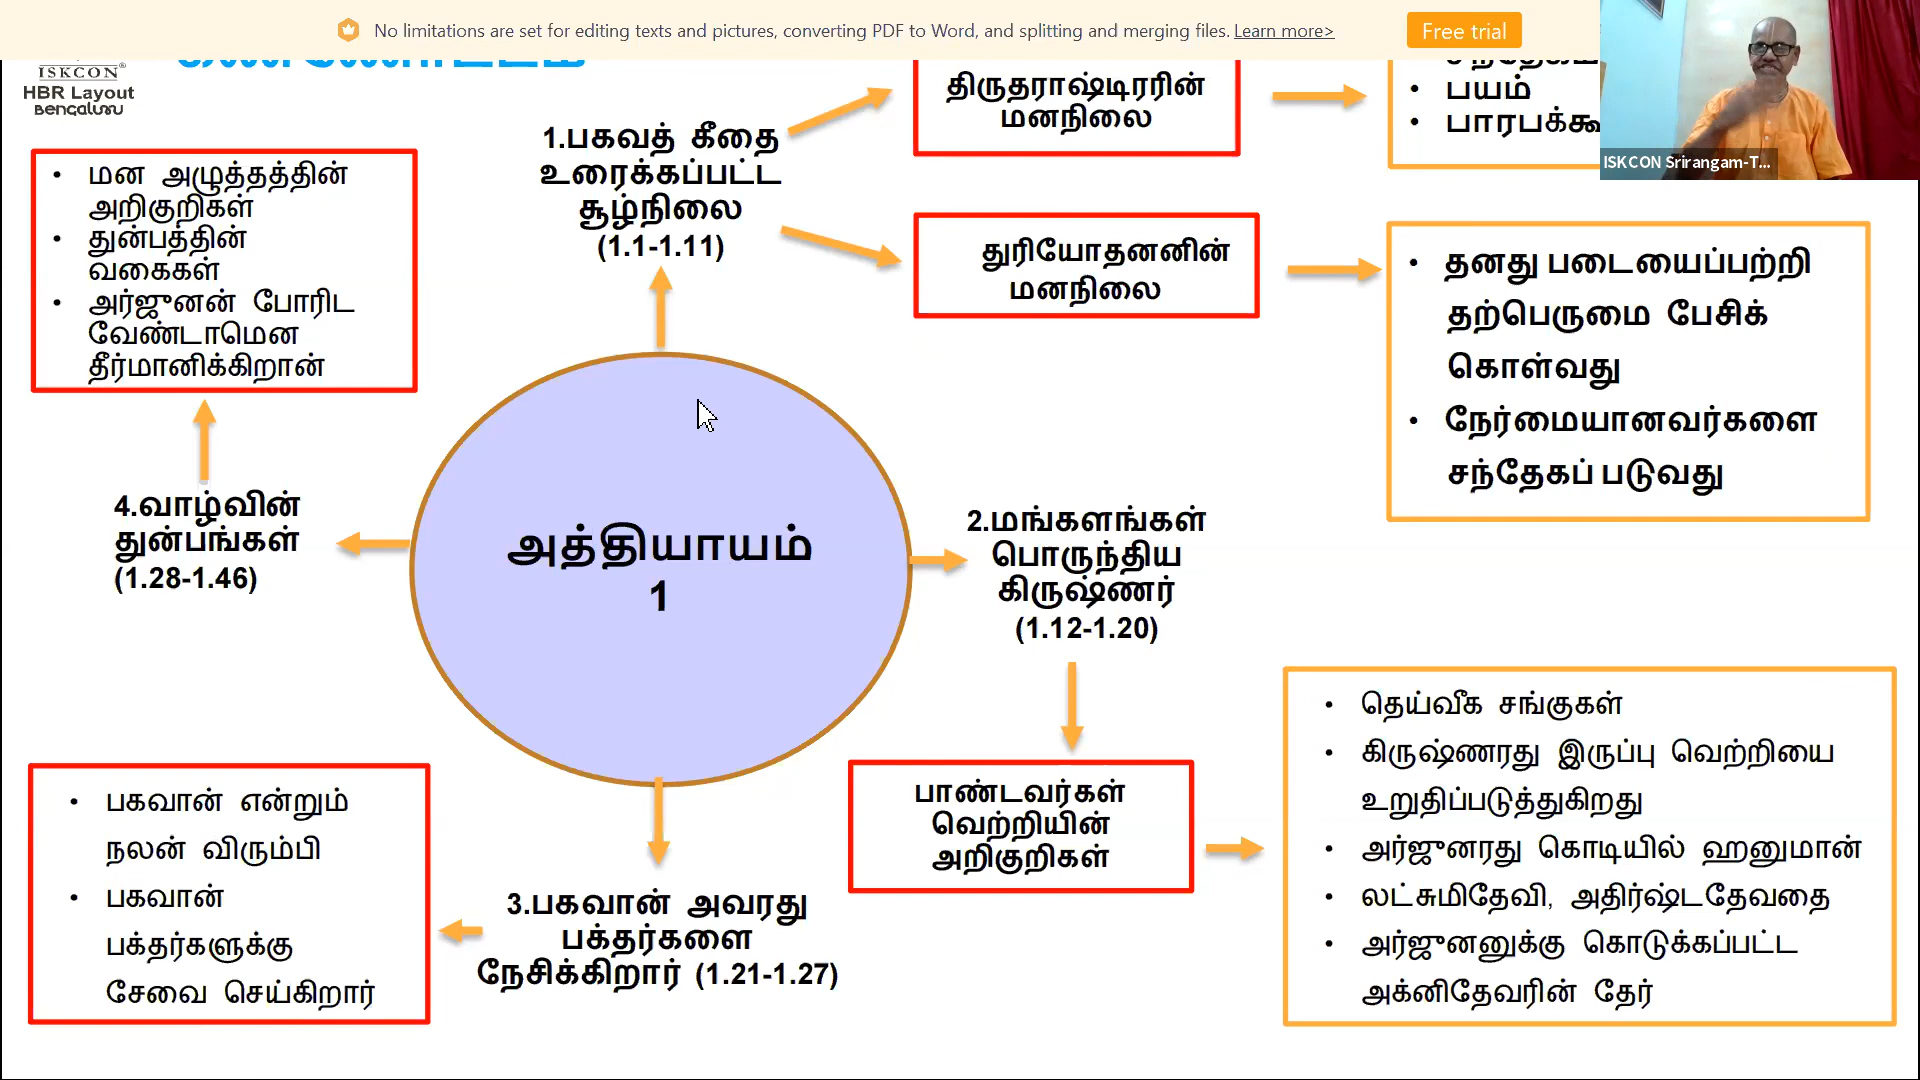 No limitations are set for editing texts and pictures, converting PDF to Word, and splitting and merging files. Learn more>
Free trial
ISKCON®
HBR Layout
Bengaluru
ISKCON Srirangam-T...
1.பகவத் கீதை
உரைக்கப்பட்ட
சூழ்நிலை
(1.1-1.11)
திருதராஷ்டிரரின்
மனநிலை
• பயம்
•
துரியோதனனின்
மனநிலை
• தனது படையைப்பற்றி
தற்பெருமை பேசிக்
கொள்வது
• நேர்மையானவர்களை
சந்தேகப் படுவது
• மன அழுத்தத்தின்
அறிகுறிகள்
• துன்பத்தின்
வகைகள்
• அர்ஜுனன் போரிட
வேண்டாமென
தீர்மானிக்கிறான்
4.வாழ்வின்
துன்பங்கள்
(1.28-1.46)
அத்தியாயம்
1
2.மங்களங்கள்
பொருந்திய
கிருஷ்ணர்
(1.12-1.20)
பாண்டவர்கள்
வெற்றியின்
அறிகுறிகள்
• தெய்வீக சங்குகள்
• கிருஷ்ணரது இருப்பு வெற்றியை
உறுதிப்படுத்துகிறது
• அர்ஜுனரது கொடியில் ஹனுமான்
• லட்சுமிதேவி, அதிர்ஷ்டதேவதை
• அர்ஜுனனுக்கு கொடுக்கப்பட்ட
அக்னிதேவரின் தேர்
3.பகவான் அவரது
பக்தர்களை
நேசிக்கிறார் (1.21-1.27)
• பகவான் என்றும்
நலன் விரும்பி
• பகவான்
பக்தர்களுக்கு
சேவை செய்கிறார்